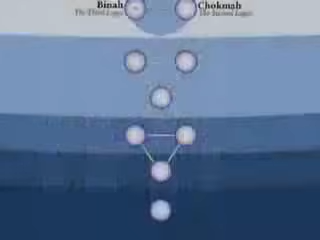 Binah
The Third Logos
Chokmah
The Second Logos